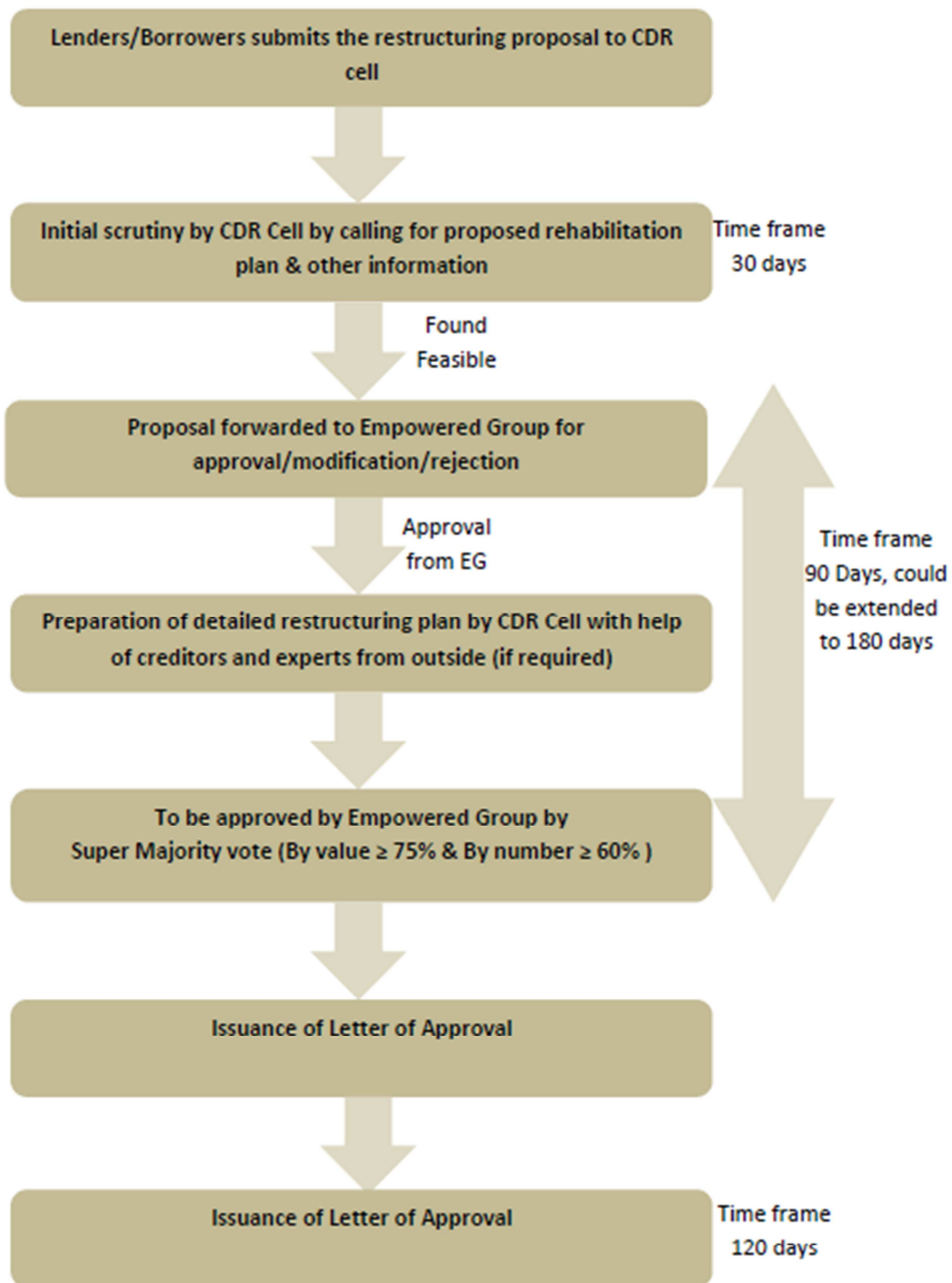 Lenders/Borrowers submits the restructuring proposal to CDR
cell
Initial scrutiny by CDR Cell by calling for proposed rehabilitation
plan & other information
Time frame
30 days
Found
Feasible
Proposal forwarded to Empowered Group for
approval/modification/rejection
Approval
from EG
Time frame
90 Days, could
be extended
to 180 days
Preparation of detailed restructuring plan by CDR Cell with help
of creditors and experts from outside (if required)
To be approved by Empowered Group by
Super Majority vote (By value ≥ 75% & By number ≥ 60% )
Issuance of Letter of Approval
Issuance of Letter of Approval
Time frame
120 days